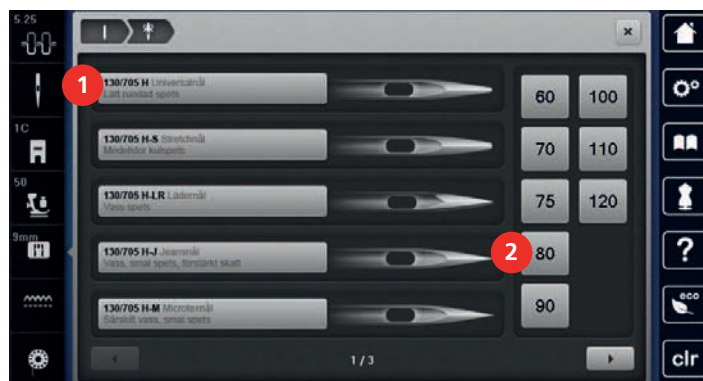 5.25
×
1
130/705 H Universalnål
Lätt rundad spets
60
100
130/705 H-S Stretchnål
Medelstor kulspets
70
110
1C
50
130/705 H-LR Lädernål
Vass spets
75
120
9mm
130/705 H-J Jeansnål
Vass, smal spets, förstärkt skaft
2
80
?
130/705 H-M Microtexnål
Särskilt vass, smal spets
90
eco
1 / 3
clr